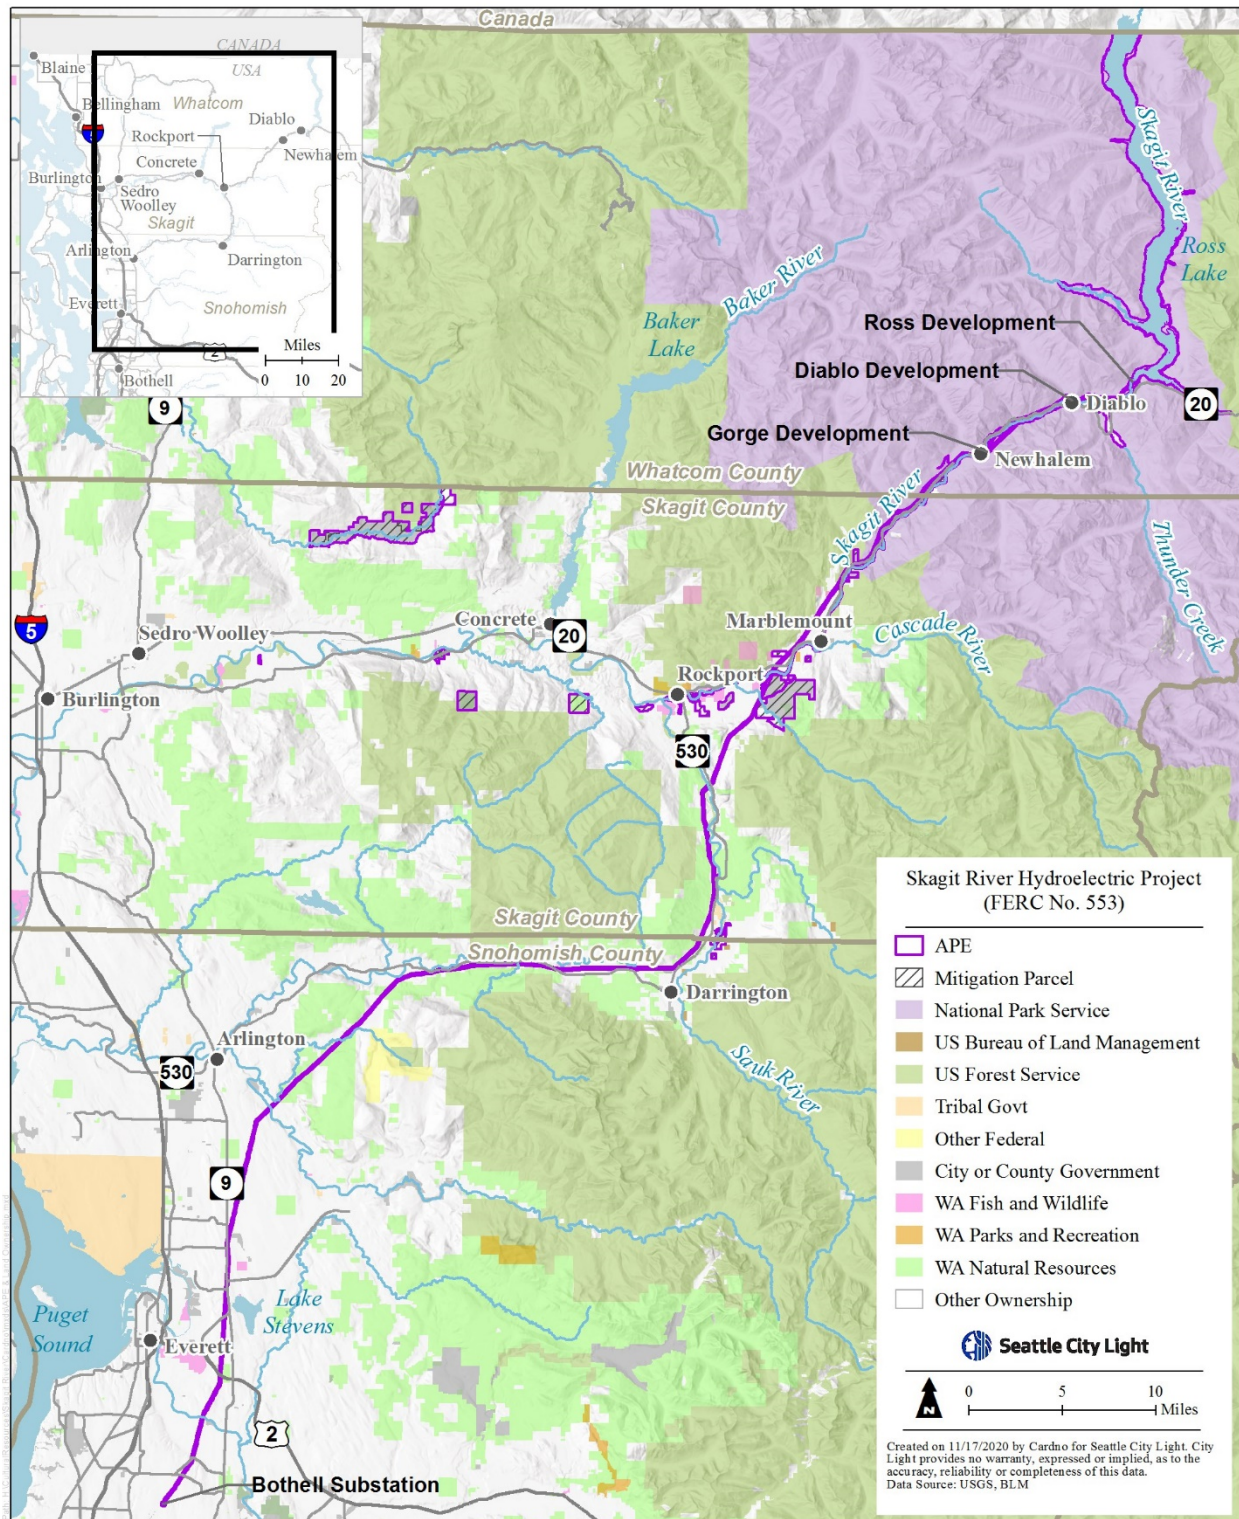 Canada
CANADA
USA
Blaine
Bellingham
Whatcom
5
Diablo
Rockport
Newhalem
Concrete
Burlington
Sedro
Woolley
Skagit
Arlington
Darrington
Everett
Snohomish
2
Miles
0 10 20
Bothell
Skagit River
Ross
Lake
Baker River
Baker
Lake
Ross Development
Diablo Development
Diablo
20
9
Gorge Development
Newhalem
Whatcom County
Skagit County
Skagit River
Thunder Creek
5
Sedro Woolley
Concrete
20
Marblemount
Cascade River
Burlington
Rockport
530
Skagit County
Snohomish County
Darrington
Arlington
530
Sauk River
9
Puget
Sound
Lake
Stevens
Everett
2
Bothell Substation
Skagit River Hydroelectric Project
(FERC No. 553)
APE
Mitigation Parcel
National Park Service
US Bureau of Land Management
US Forest Service
Tribal Govt
Other Federal
City or County Government
WA Fish and Wildlife
WA Parks and Recreation
WA Natural Resources
Other Ownership
Seattle City Light
N
0 5 10
Miles
Created on 11/17/2020 by Cardno for Seattle City Light. City
Light provides no warranty, expressed or implied, as to the
accuracy, reliability or completeness of this data.
Data Source: USGS, BLM